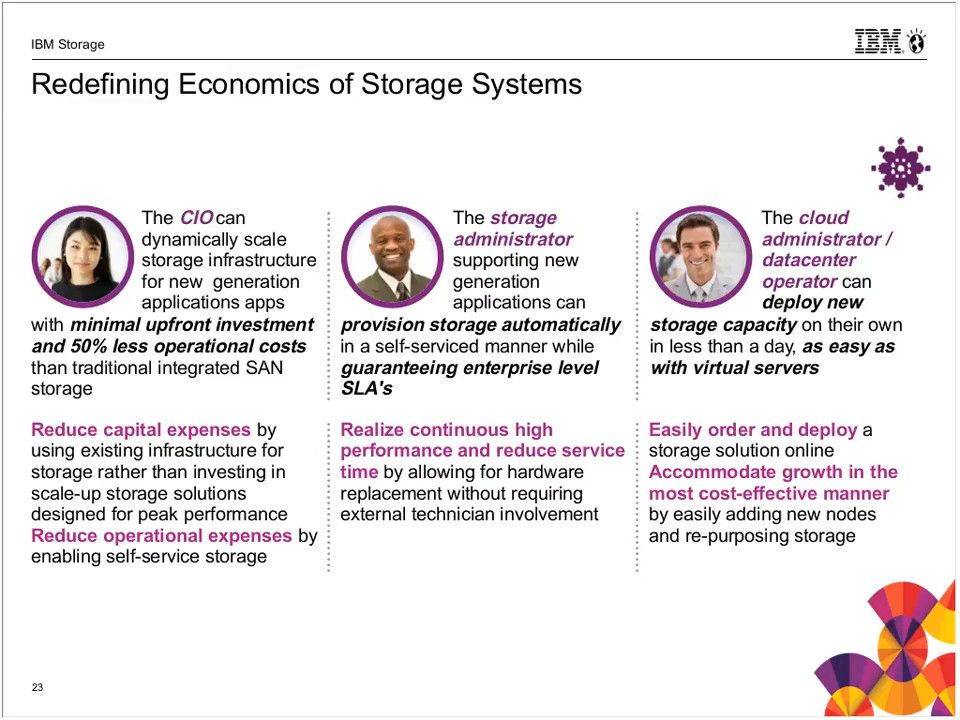 IBM Storage
IBM®
Redefining Economics of Storage Systems
The CIO can
dynamically scale
storage infrastructure
for new generation
applications apps
with minimal upfront investment
and 50% less operational costs
than traditional integrated SAN
storage
Reduce capital expenses by
using existing infrastructure for
storage rather than investing in
scale-up storage solutions
designed for peak performance
Reduce operational expenses by
enabling self-service storage
The storage
administrator
supporting new
generation
applications can
provision storage automatically
in a self-serviced manner while
guaranteeing enterprise level
SLA's
Realize continuous high
performance and reduce service
time by allowing for hardware
replacement without requiring
external technician involvement
The cloud
administrator /
datacenter
operator can
deploy new
storage capacity on their own
in less than a day, as easy as
with virtual servers
Easily order and deploy a
storage solution online
Accommodate growth in the
most cost-effective manner
by easily adding new nodes
and re-purposing storage
23